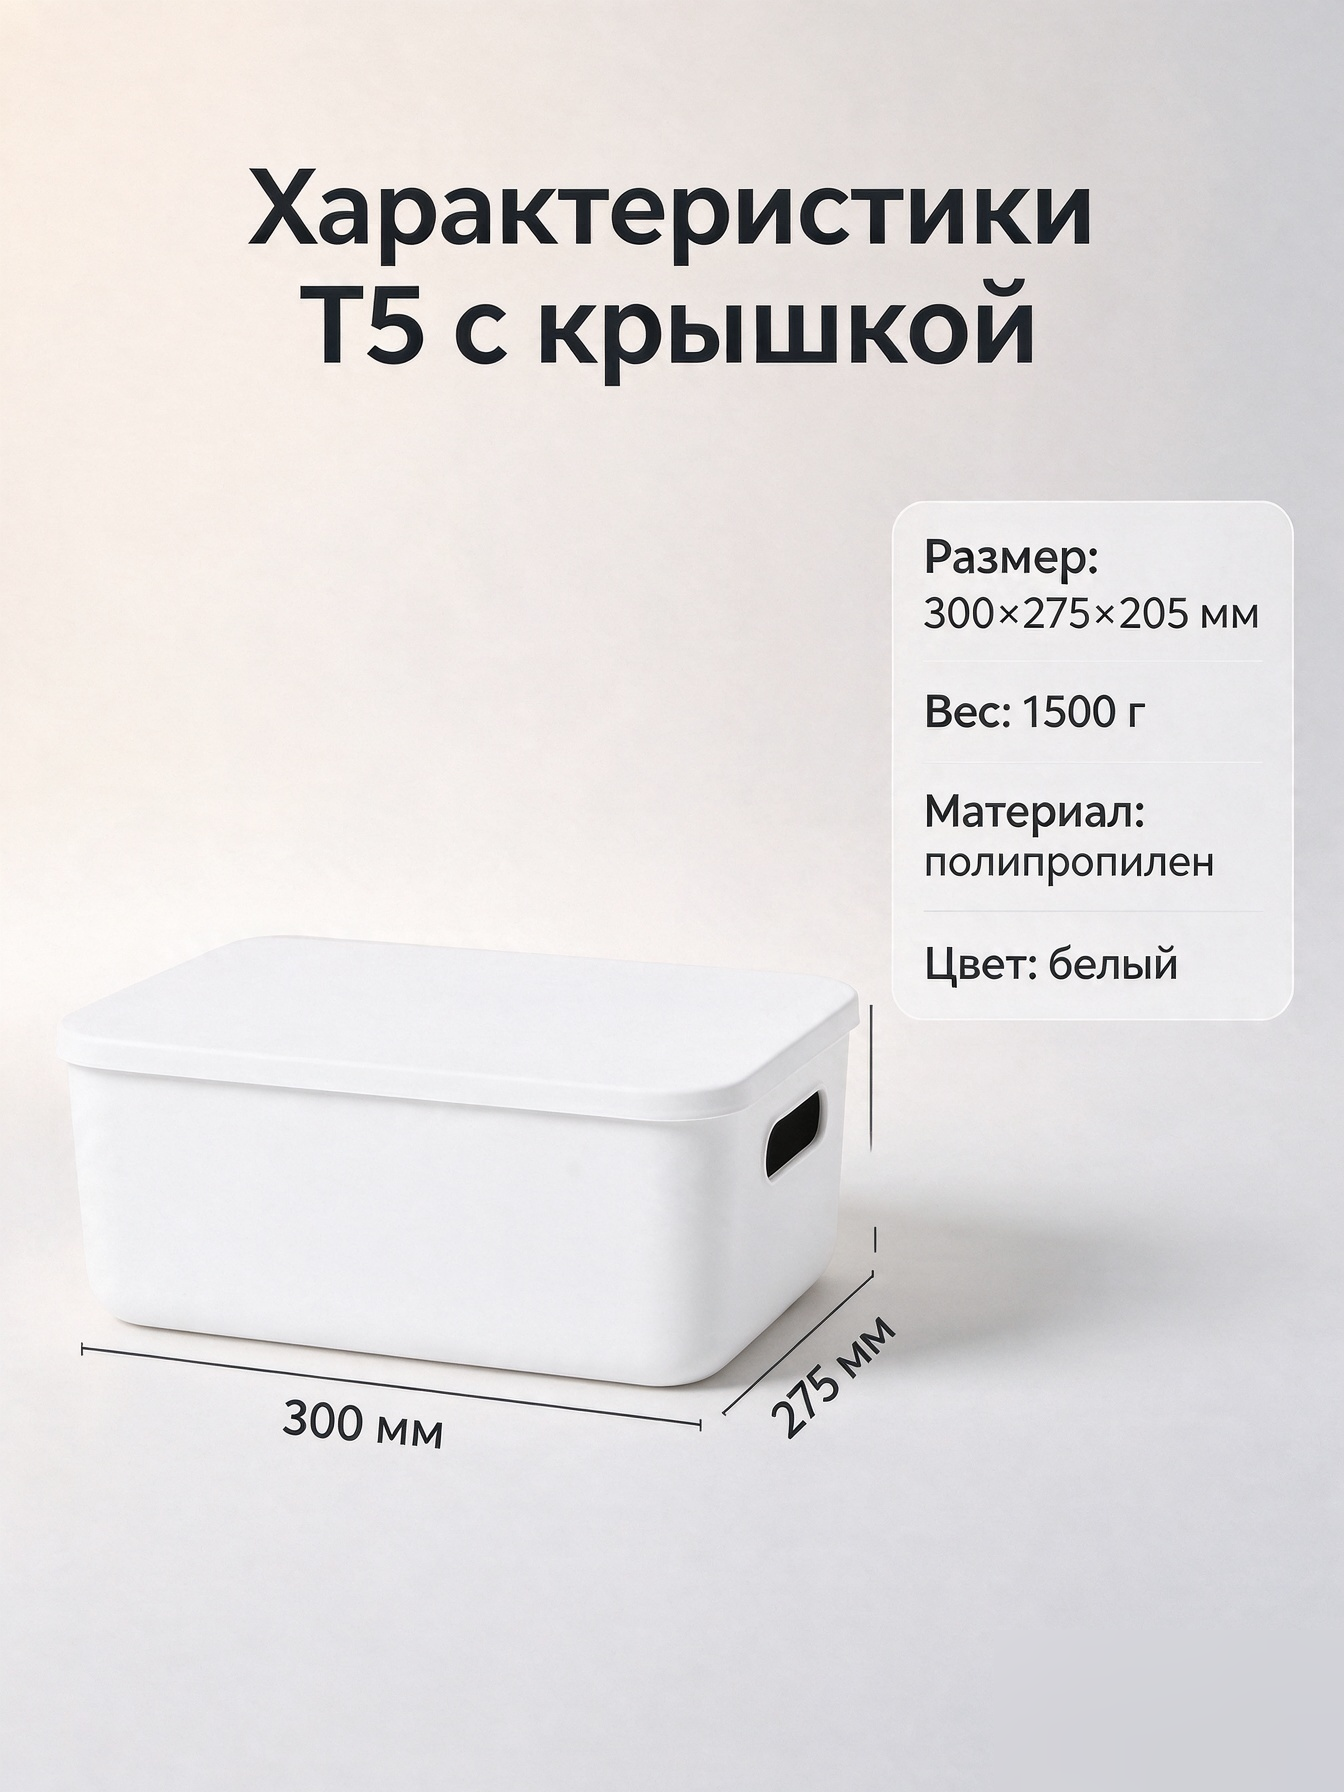 Характеристики
Т5 с крышкой
Размер:
300×275×205 мм
Вес: 1500 г
Материал:
полипропилен
Цвет: белый
300 мм
275 мм